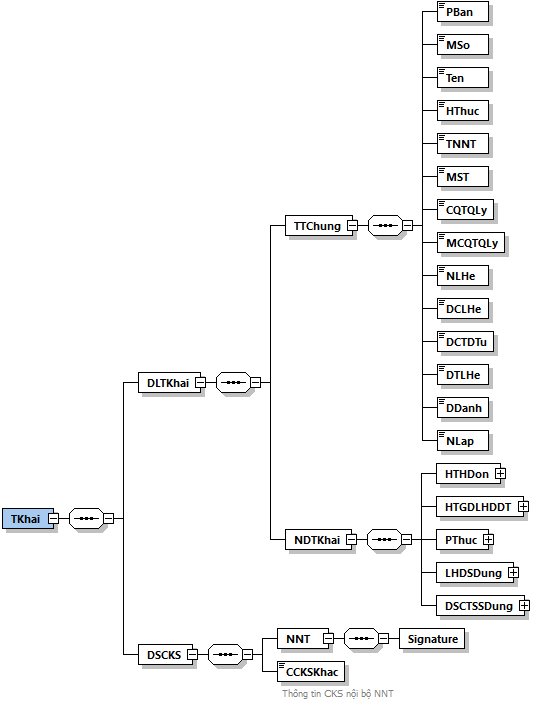 PBan
MSo
Ten
HThuc
TNNT
MST
CQTQLy
TTChung
MCQTQLy
NLHe
DCLHe
DCTDTu
DLTKhai
DTLHe
DDanh
NLap
HTHDon
HTGDLHDDT
TKhai
NDTKhai
PThuc
LHDSDung
DSCTSSDung
NNT
Signature
DSCKS
CCKSKhac
Thông tin CKS nội bộ NNT